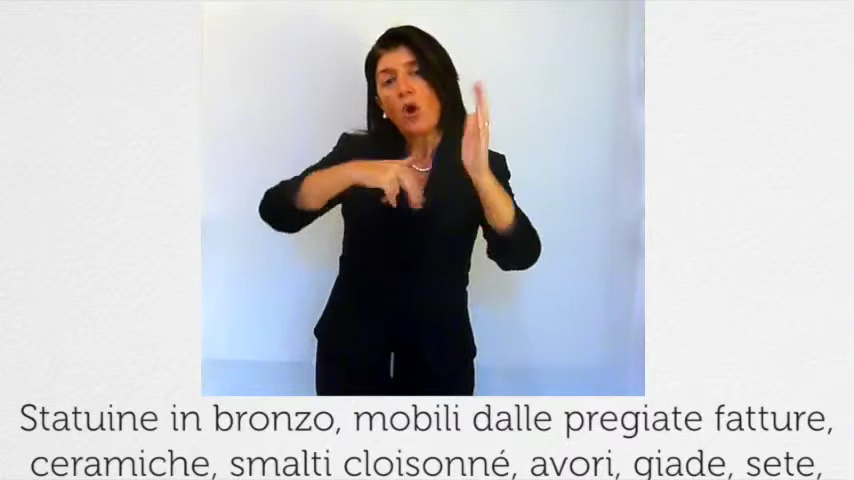 Statuine in bronzo, mobili dalle pregiate fatture,
ceramiche, smalti cloisonné, avori, giade, sete,